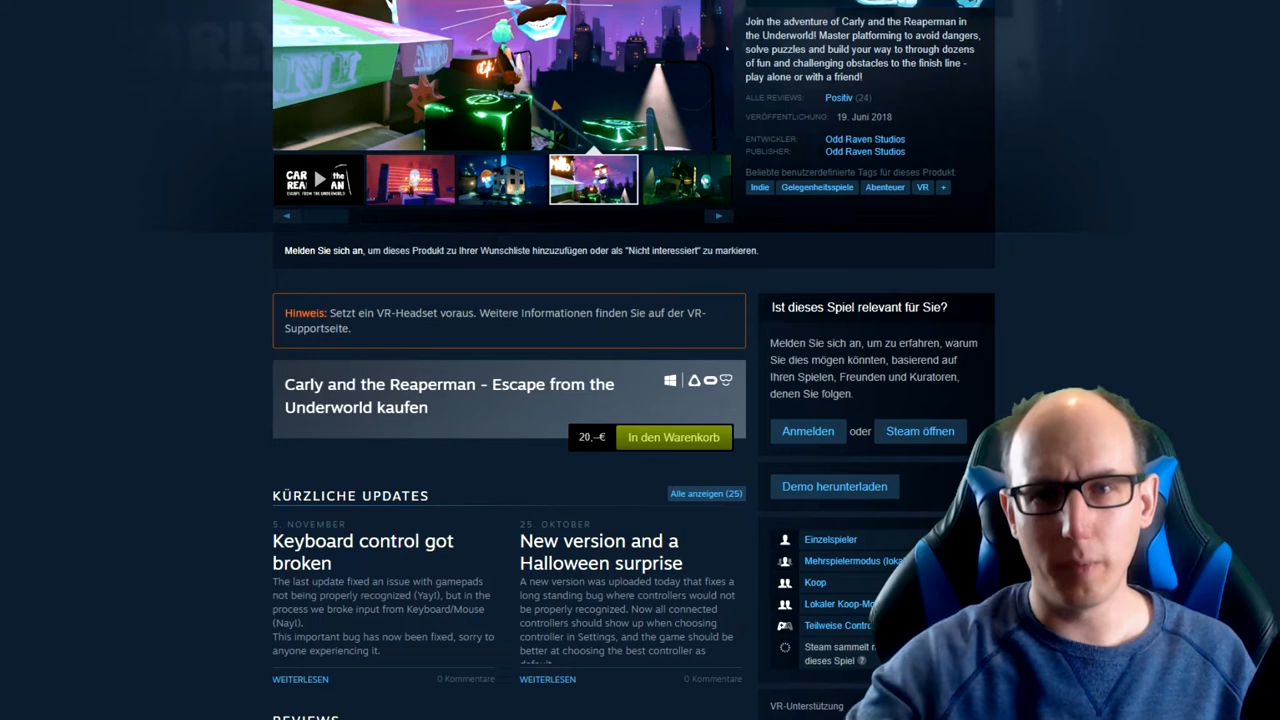 Join the adventure of Carly and the Reaperman in
the Underworld! Master platforming to avoid dangers,
solve puzzles and build your way to through dozens
of fun and challenging obstacles to the finish line -
play alone or with a friend!
ALLE REVIEWS: Positiv (24)
VERÖFFENTLICHUNG: 19. Juni 2018
ENTWICKLER: Odd Raven Studios
PUBLISHER: Odd Raven Studios
Beliebte benutzerdefinierte Tags für dieses Produkt:
Indie Gelegenheitsspiele Abenteuer VR +
Melden Sie sich an, um dieses Produkt zu Ihrer Wunschliste hinzuzufügen oder als "Nicht interessiert" zu markieren.
Hinweis: Setzt ein VR-Headset voraus. Weitere Informationen finden Sie auf der VR-
Supportseite.
Carly and the Reaperman - Escape from the
Underworld kaufen
20,--€ In den Warenkorb
KÜRZLICHE UPDATES
Alle anzeigen (25)
5. NOVEMBER
Keyboard control got
broken
The last update fixed an issue with gamepads
not being properly recognized (Yay!), but in the
process we broke input from Keyboard/Mouse
(Nay!).
This important bug has now been fixed, sorry to
anyone experiencing it.
WEITERLESEN 0 Kommentare
25. OKTOBER
New version and a
Halloween surprise
A new version was uploaded today that fixes a
long standing bug where controllers would not
be properly recognized. Now all connected
controllers should show up when choosing
controller in Settings, and the game should be
better at choosing the best controller as
default.
WEITERLESEN 0 Kommentare
REVIEWS
Ist dieses Spiel relevant für Sie?
Melden Sie sich an, um zu erfahren, warum
Sie dies mögen könnten, basierend auf
Ihren Spielen, Freunden und Kuratoren,
denen Sie folgen.
Anmelden oder Steam öffnen
Demo herunterladen
Einzelspieler
Mehrspielermodus (loka
Koop
Lokaler Koop-Mo
Teilweise Contro
Steam sammelt
dieses Spiel ?
VR-Unterstützung